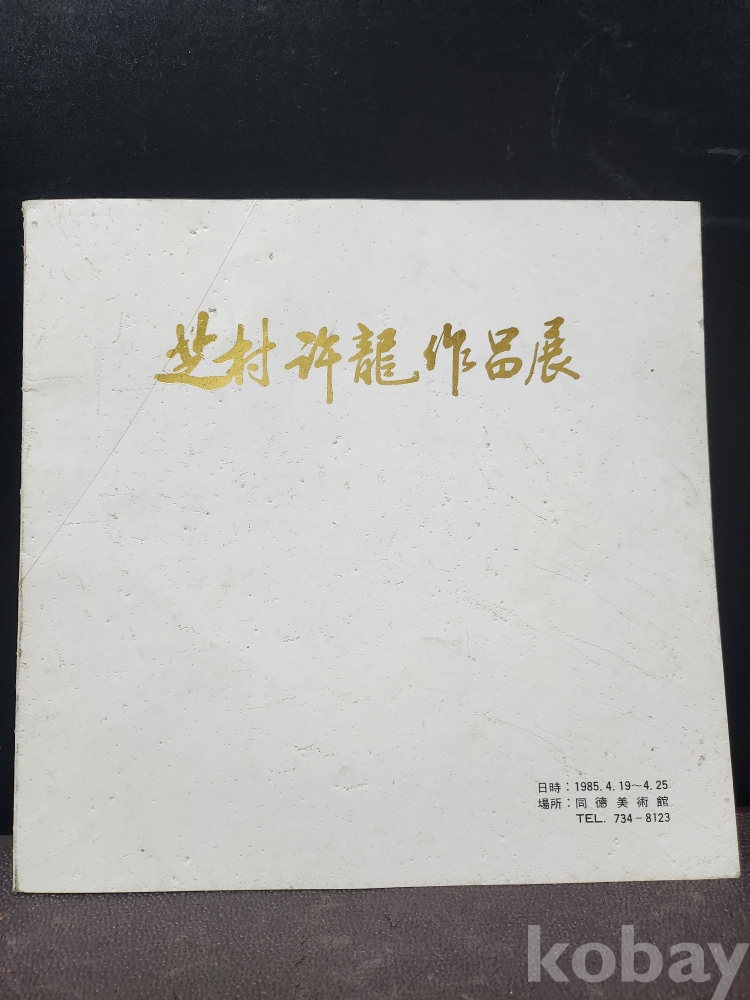 芝村 許龍 作品展
日時 : 1985. 4. 19~4. 25
場所 : 同德美術館
TEL. 734-8123
kobay